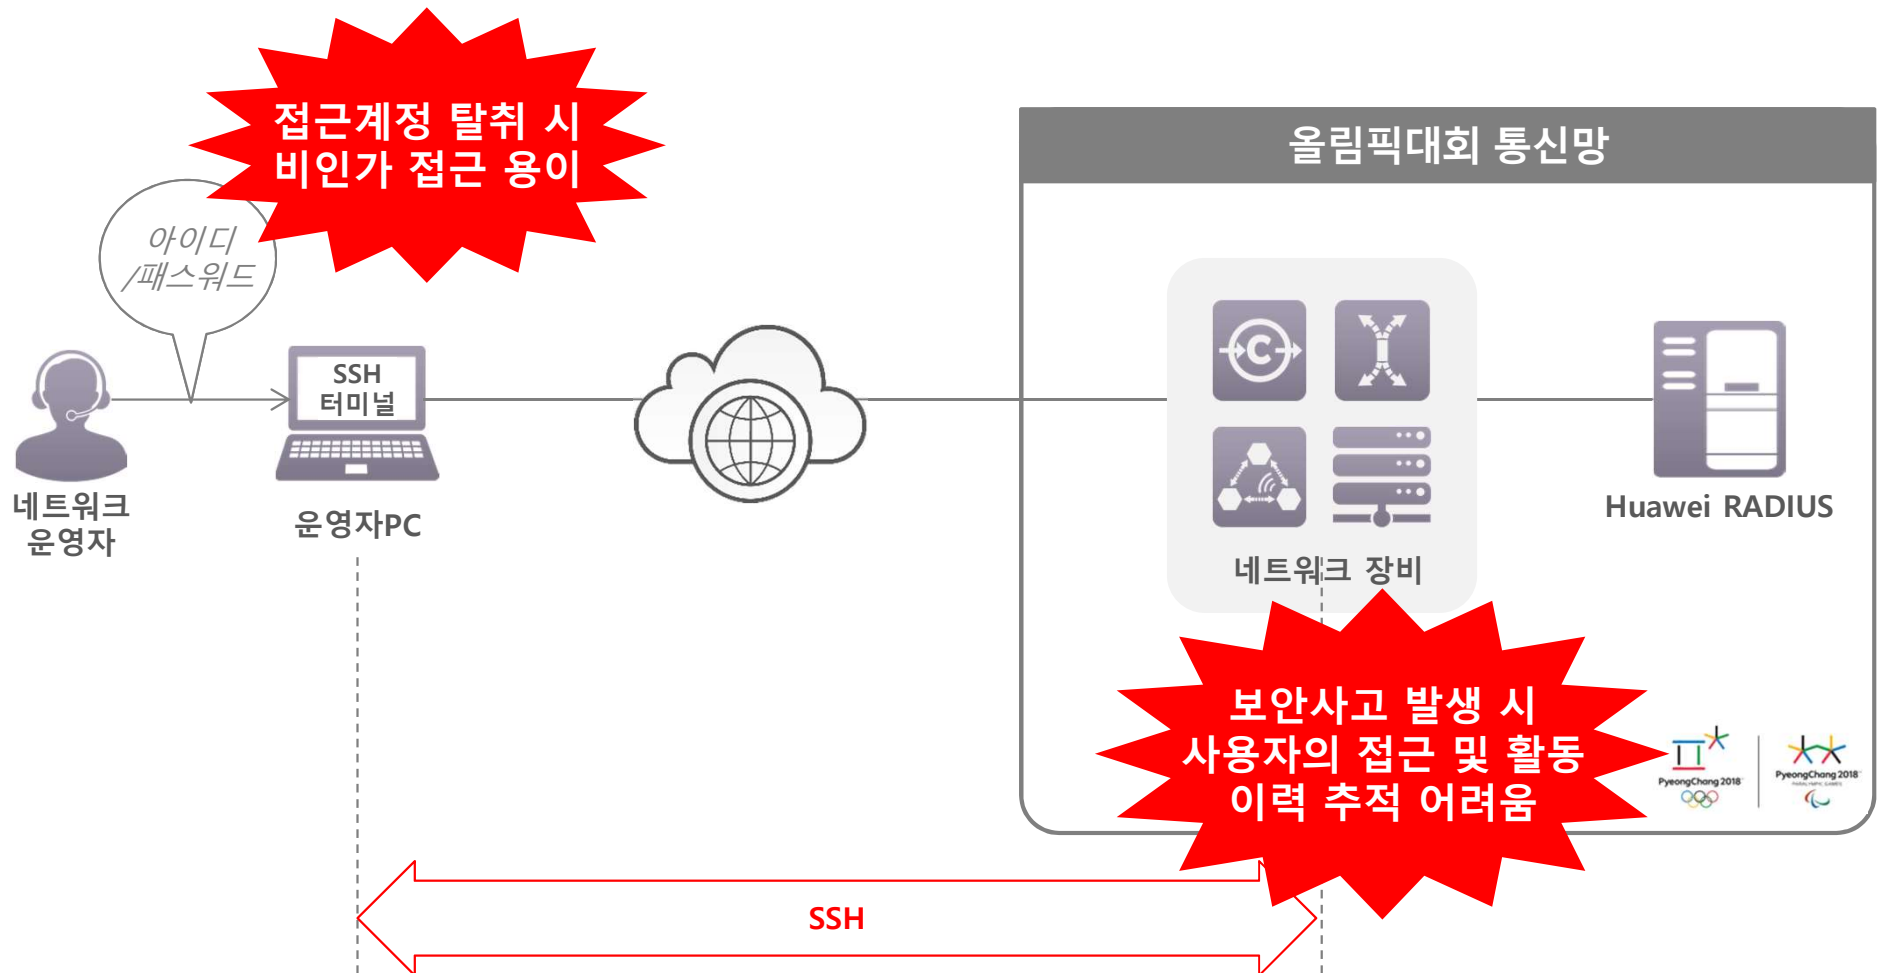 접근계정 탈취 시
비인가 접근 용이
올림픽대회 통신망
아이디
/패스워드
SSH
터미널
네트워크
운영자
운영자PC
네트워크 장비
Huawei RADIUS
보안사고 발생 시
사용자의 접근 및 활동
이력 추적 어려움
PyeongChang 2018
PyeongChang 2018
PARALYMPIC GAMES
SSH